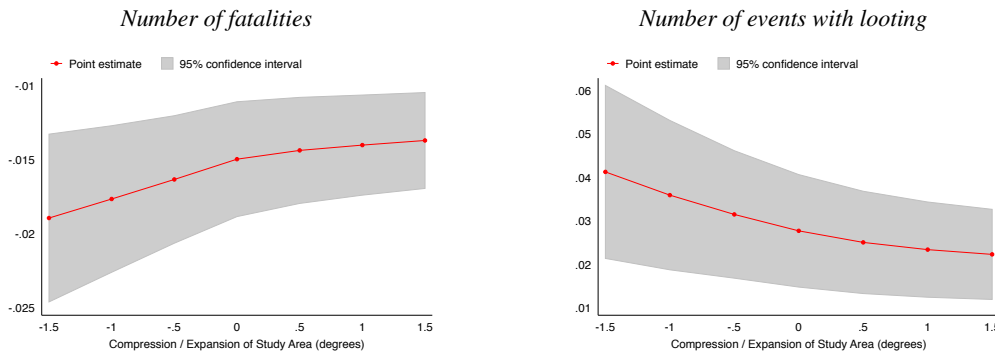 Number of fatalities
Point estimate 95% confidence interval
-.01
-.015
-.02
-.025
-1.5 -1 -.5 0 .5 1 1.5
Compression / Expansion of Study Area (degrees)
Number of events with looting
Point estimate 95% confidence interval
.06
.05
.04
.03
.02
.01
-1.5 -1 -.5 0 .5 1 1.5
Compression / Expansion of Study Area (degrees)